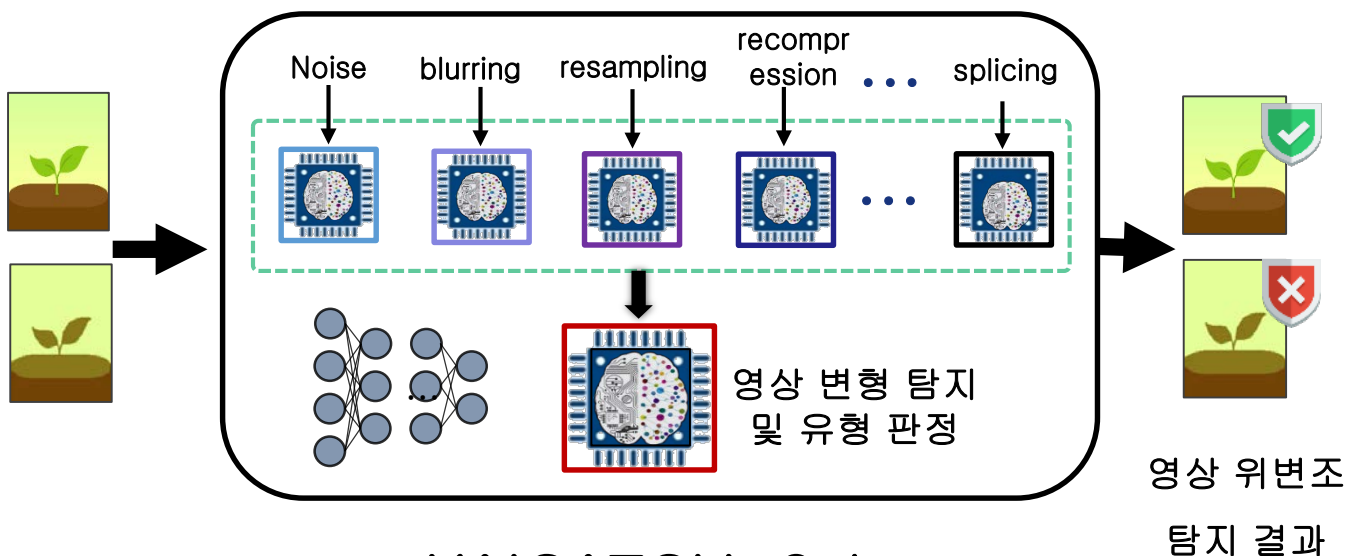 Noise
blurring
resampling
recompr
ession
splicing
영상 변형 탐지
및 유형 판정
영상 위변조
탐지 결과